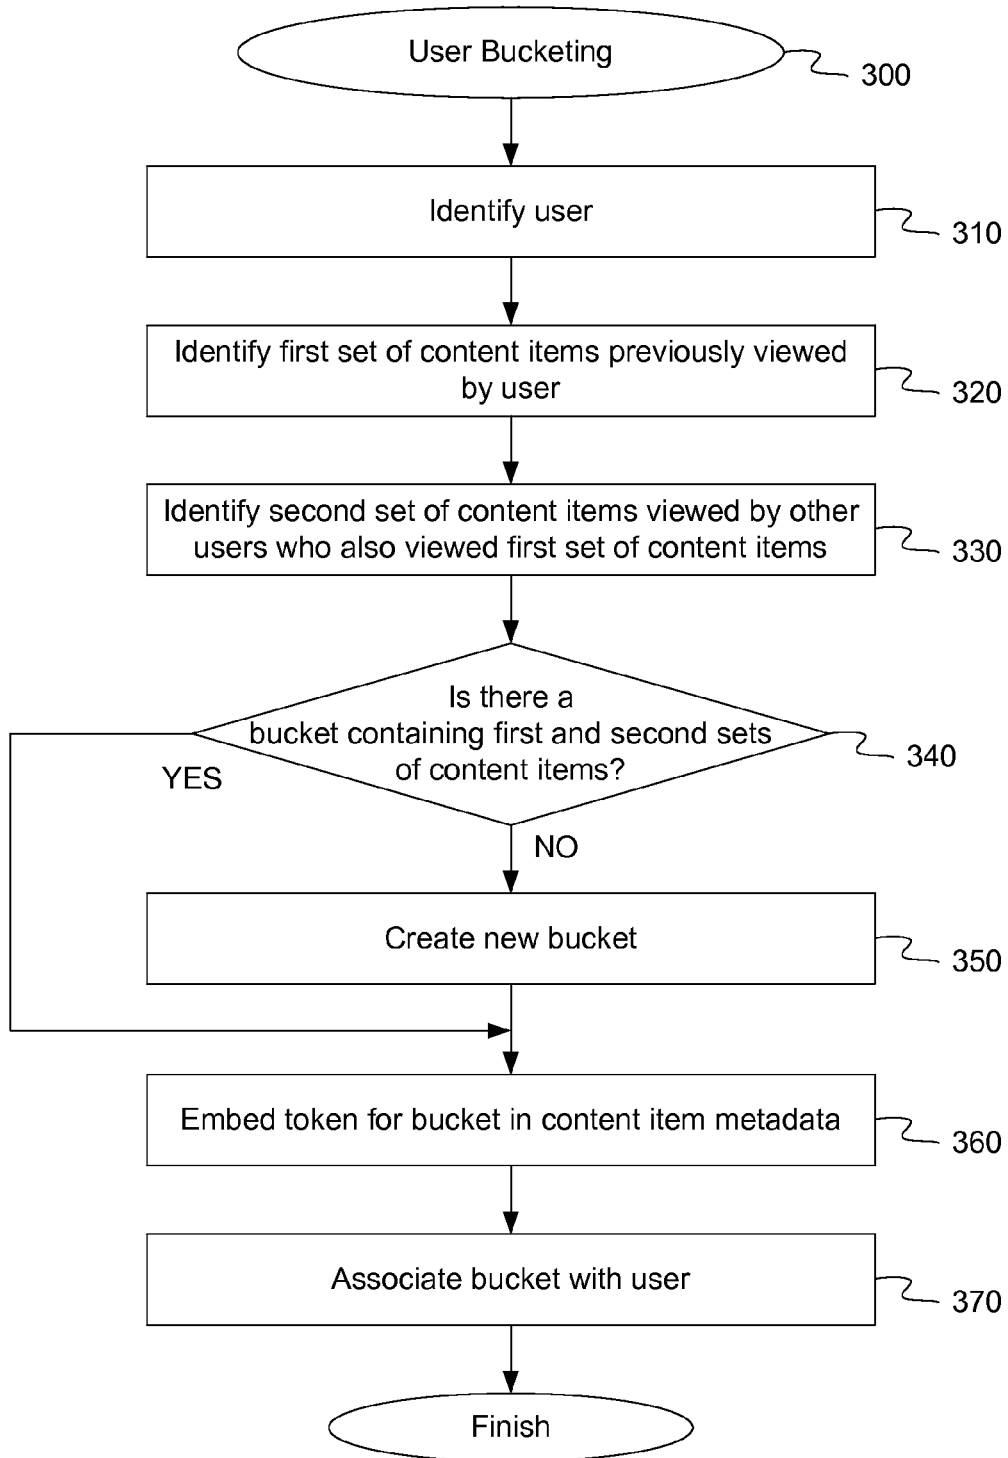 User Bucketing
300
Identify user
310
Identify first set of content items previously viewed
by user
320
Identify second set of content items viewed by other
users who also viewed first set of content items
330
Is there a
bucket containing first and second sets
of content items?
340
YES
NO
Create new bucket
350
Embed token for bucket in content item metadata
360
Associate bucket with user
370
Finish